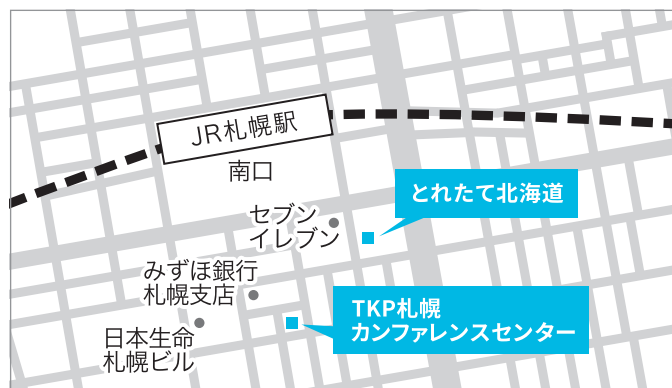 JR札幌駅
南口
とれたて北海道
セブン
イレブン
みずほ銀行
札幌支店
TKP札幌
カンファレンスセンター
日本生命
札幌ビル